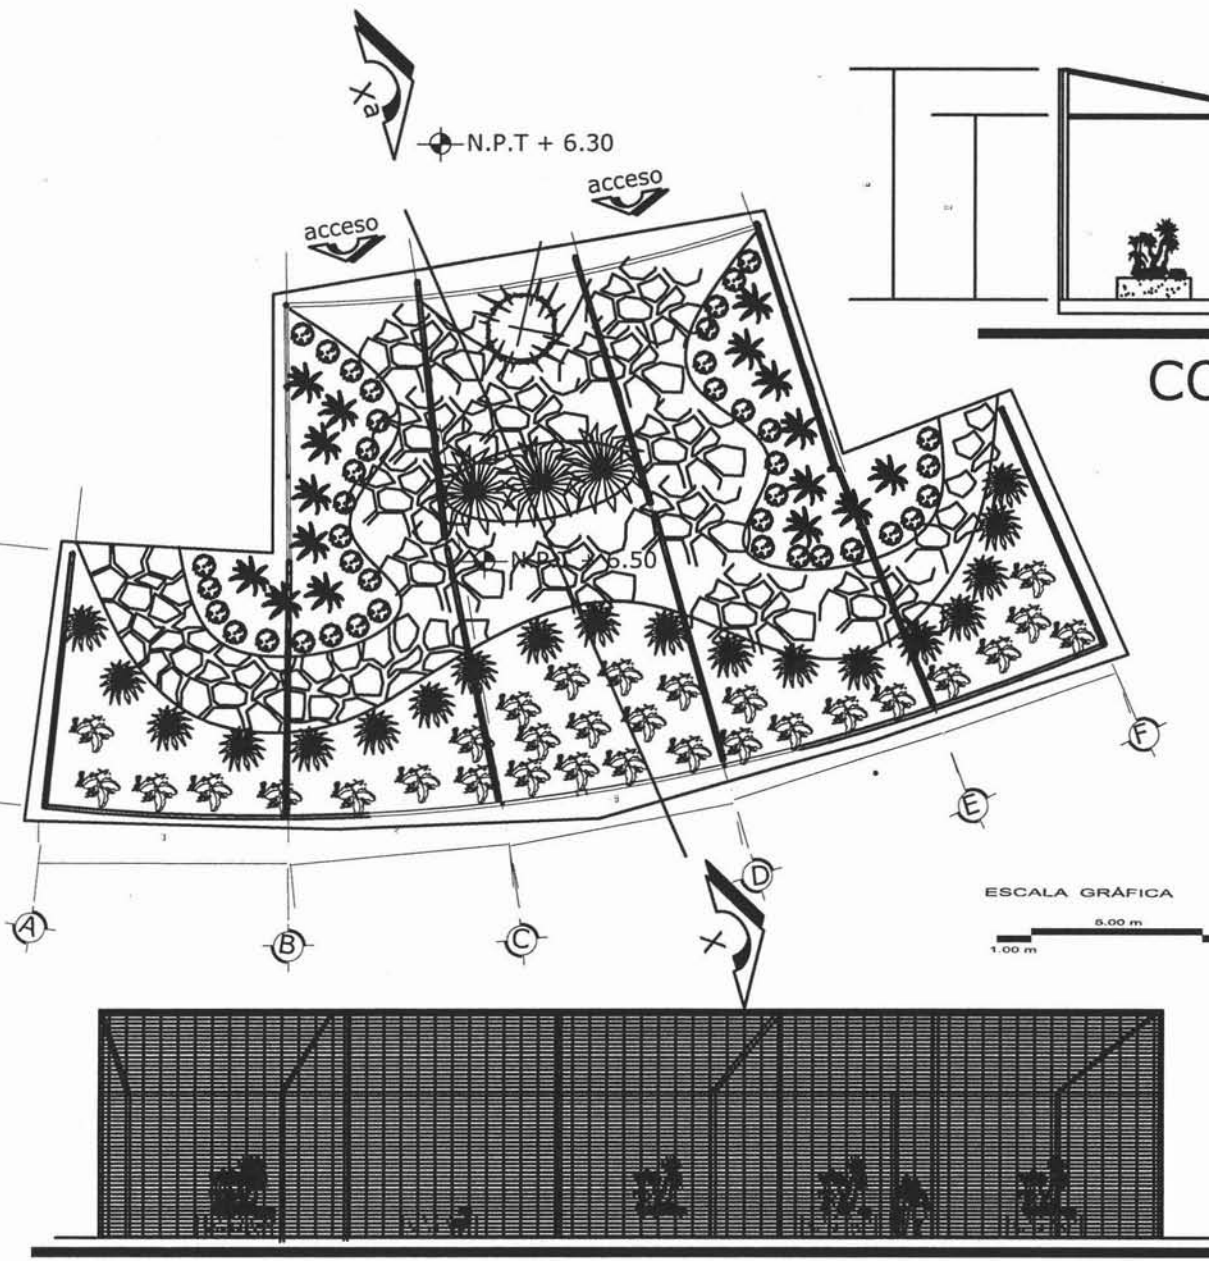 Xa
N.P.T + 6.30
acceso
acceso
CO
6.50
F
E
D
A
B
C
X
ESCALA GRÁFICA
5.00 m
1.00 m